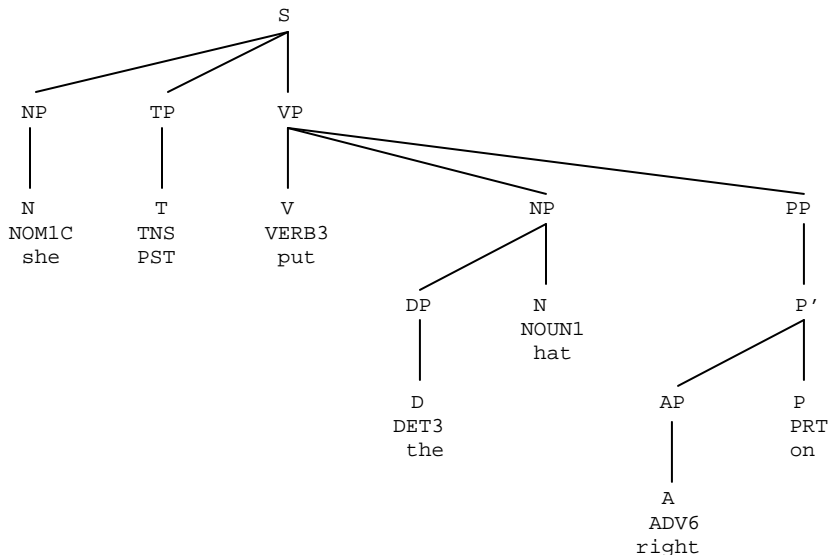 S
NP TP VP
N T V NP PP
NOM1C TNS VERB3
she PST put
DP N P’
NOUN1
hat
D AP P
DET3 PRT
the on
A
ADV6
right